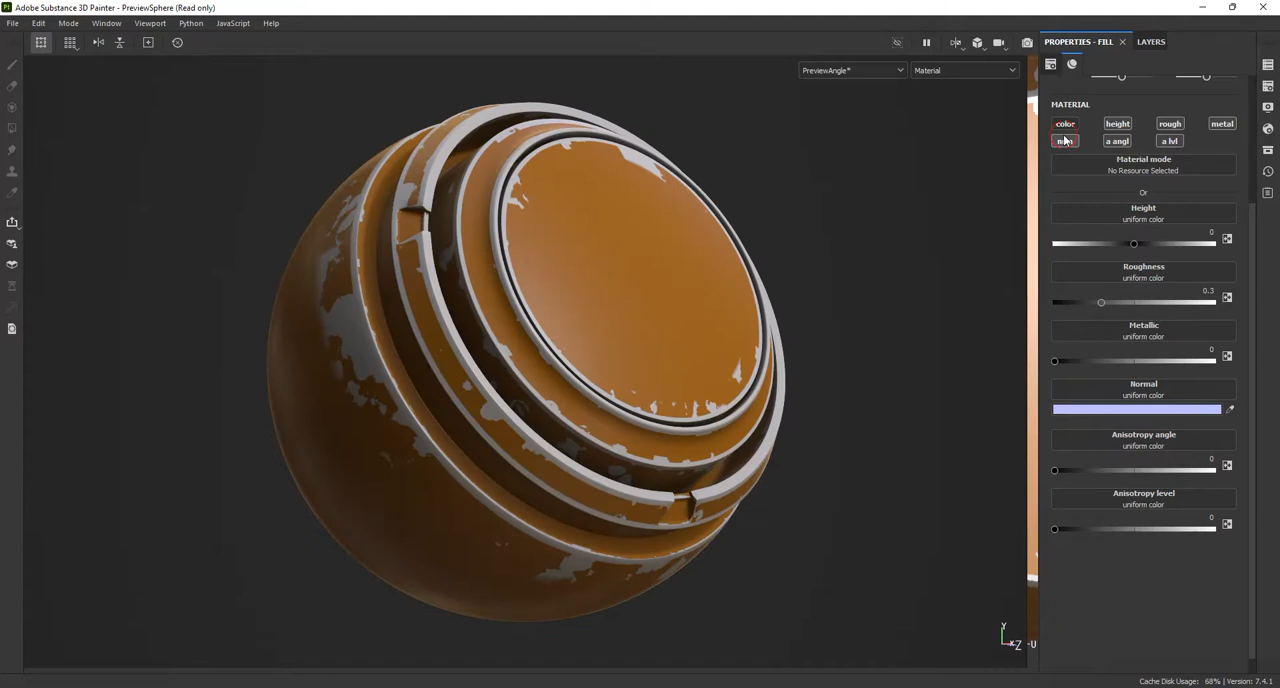 Adobe Substance 3D Painter - PreviewSphere (Read only)
File Edit Mode Window Viewport Python JavaScript Help
PROPERTIES - FILL LAYERS
PreviewAngle* Material
MATERIAL
color height rough metal
a angl a lvl
Material mode
No Resource Selected
Or
Height
uniform color
0
Roughness
uniform color
0.3
Metallic
uniform color
0
Normal
uniform color
Anisotropy angle
uniform color
0
Anisotropy level
uniform color
0
Y
Z
U
Cache Disk Usage: 68% | Version: 7.4.1